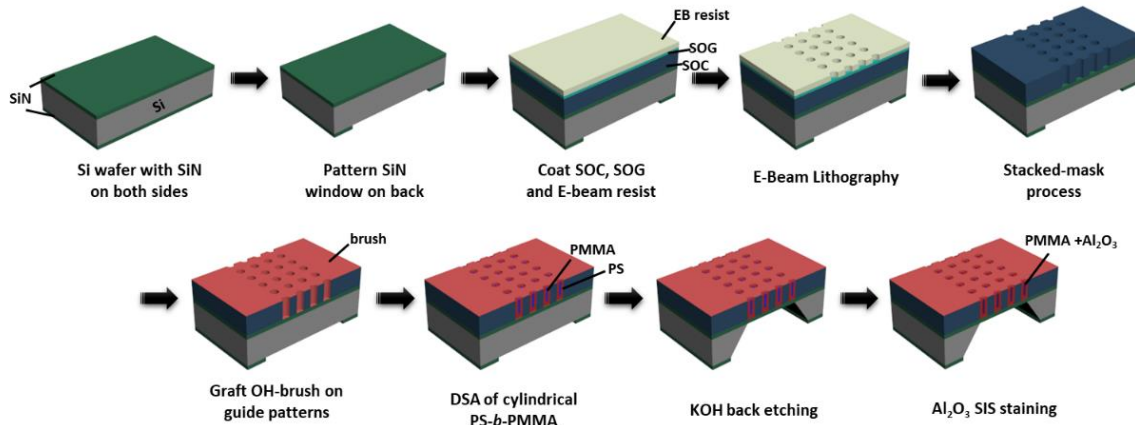 EB resist
SOG
SOC
SiN
Si
Si wafer with SiN
on both sides
Pattern SiN
window on back
Coat SOC, SOG
and E-beam resist
E-Beam Lithography
Stacked-mask
process
brush
PMMA
PS
PMMA +Al₂O₃
Graft OH-brush on
guide patterns
DSA of cylindrical
PS-b-PMMA
KOH back etching
Al₂O₃ SIS staining